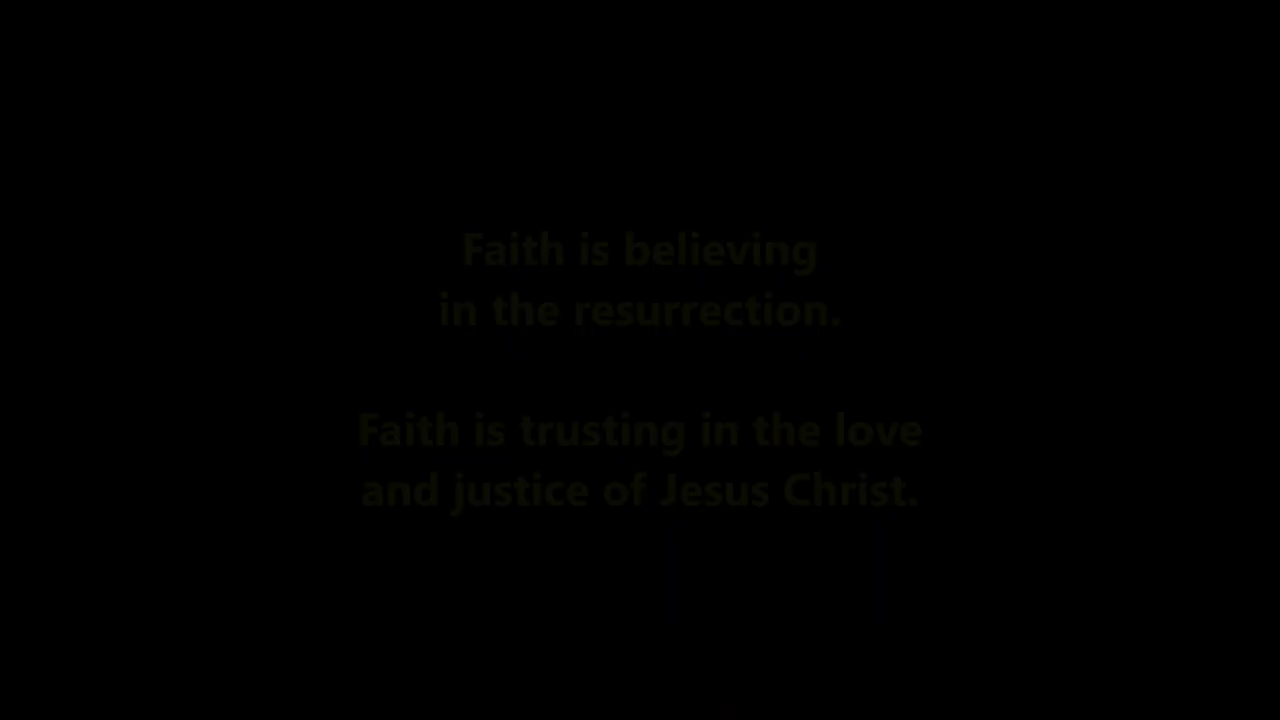 Faith is believing
in the resurrection.
Faith is trusting in the love
and justice of Jesus Christ.